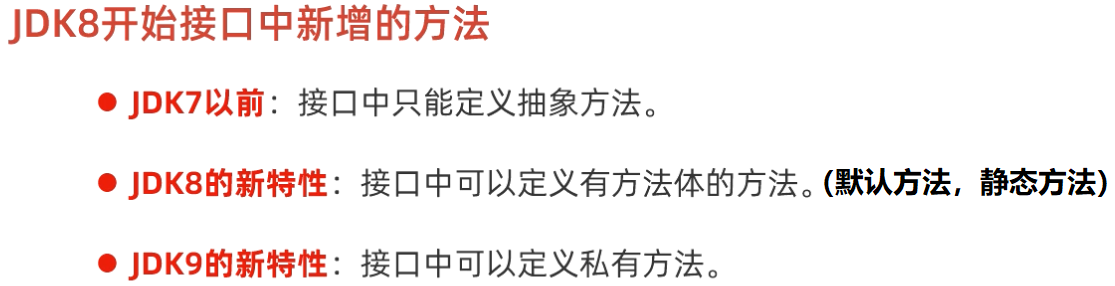 JDK8开始接口中新增的方法
● JDK7以前：接口中只能定义抽象方法。
● JDK8的新特性：接口中可以定义有方法体的方法。(默认方法，静态方法)
● JDK9的新特性：接口中可以定义私有方法。